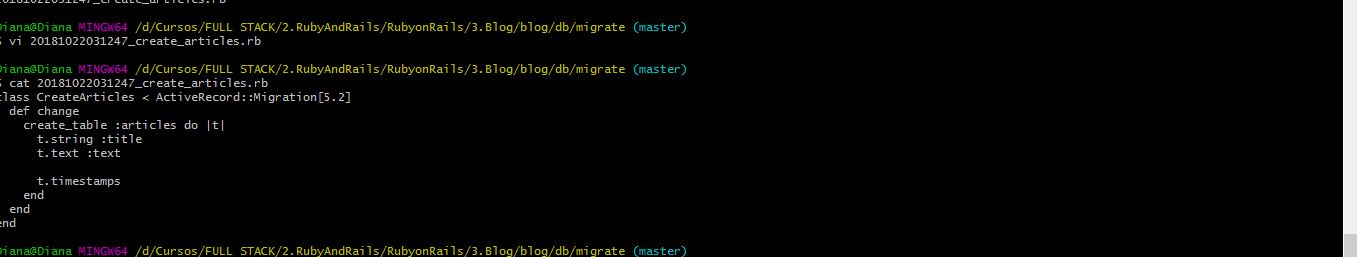 20181022031247_create_articles.rb
Diana@Diana MINGW64 /d/Cursos/FULL STACK/2.RubyAndRails/RubyonRails/3.Blog/blog/db/migrate (master)
$ vi 20181022031247_create_articles.rb
Diana@Diana MINGW64 /d/Cursos/FULL STACK/2.RubyAndRails/RubyonRails/3.Blog/blog/db/migrate (master)
$ cat 20181022031247_create_articles.rb
class CreateArticles < ActiveRecord::Migration[5.2]
  def change
    create_table :articles do |t|
      t.string :title
      t.text :text
      t.timestamps
    end
  end
end
Diana@Diana MINGW64 /d/Cursos/FULL STACK/2.RubyAndRails/RubyonRails/3.Blog/blog/db/migrate (master)